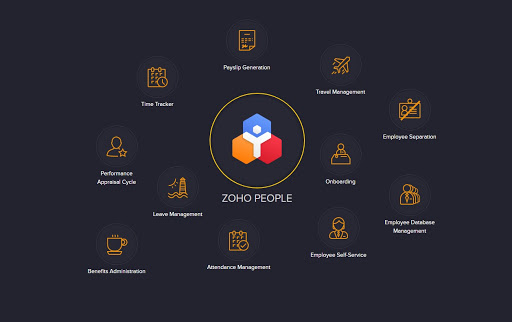 Payslip Generation
Travel Management
Time Tracker
Employee Separation
Performance
Appraisal Cycle
Onboarding
ZOHO PEOPLE
Leave Management
Employee Database
Management
Employee Self-Service
Attendance Management
Benefits Administration